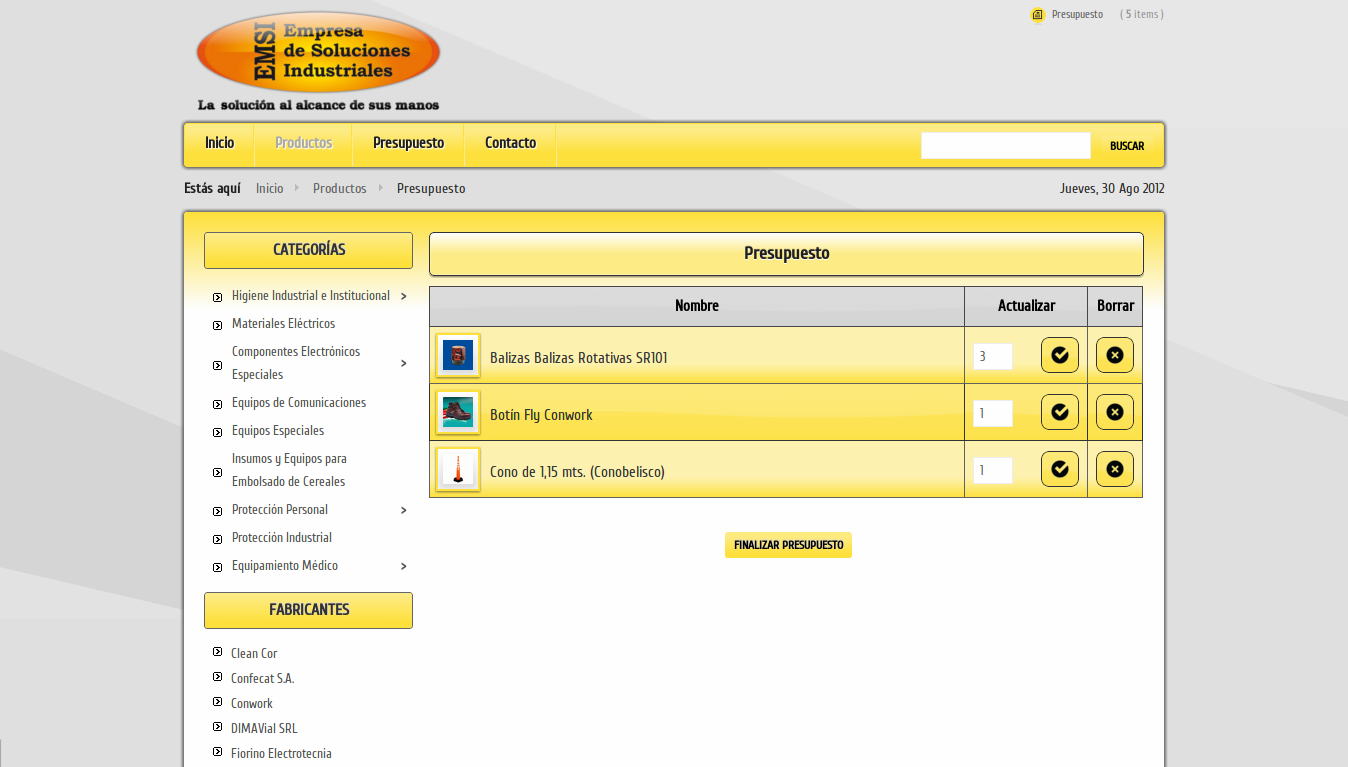 Presupuesto ( 5 items )
EMSI
Empresa
de Soluciones
Industriales
La solución al alcance de sus manos
Inicio Productos Presupuesto Contacto BUSCAR
Estás aquí Inicio Productos Presupuesto Jueves, 30 Ago 2012
CATEGORÍAS
Higiene Industrial e Institucional >
Materiales Eléctricos
Componentes Electrónicos
Especiales >
Equipos de Comunicaciones
Equipos Especiales
Insumos y Equipos para
Embolsado de Cereales
Protección Personal >
Protección Industrial
Equipamiento Médico >
FABRICANTES
Clean Cor
Confecat S.A.
Conwork
DIMAVial SRL
Fiorino Electrotecnia
Presupuesto
Nombre Actualizar Borrar
Balizas Balizas Rotativas SR101 3
Botín Fly Conwork 1
Cono de 1,15 mts. (Conobelisco) 1
FINALIZAR PRESUPUESTO